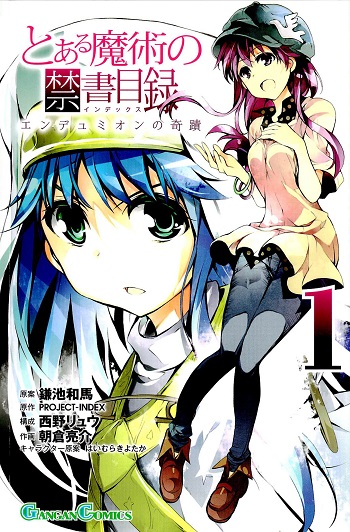 とある魔術の
禁書目録
インデックス
エンデュミオンの奇蹟
1
原案 鎌池和馬
原作 PROJECT-INDEX
構成 西野リュウ
作画 朝倉亮介
キャラクター原案 はいむらきよたか
GANGAN COMICS